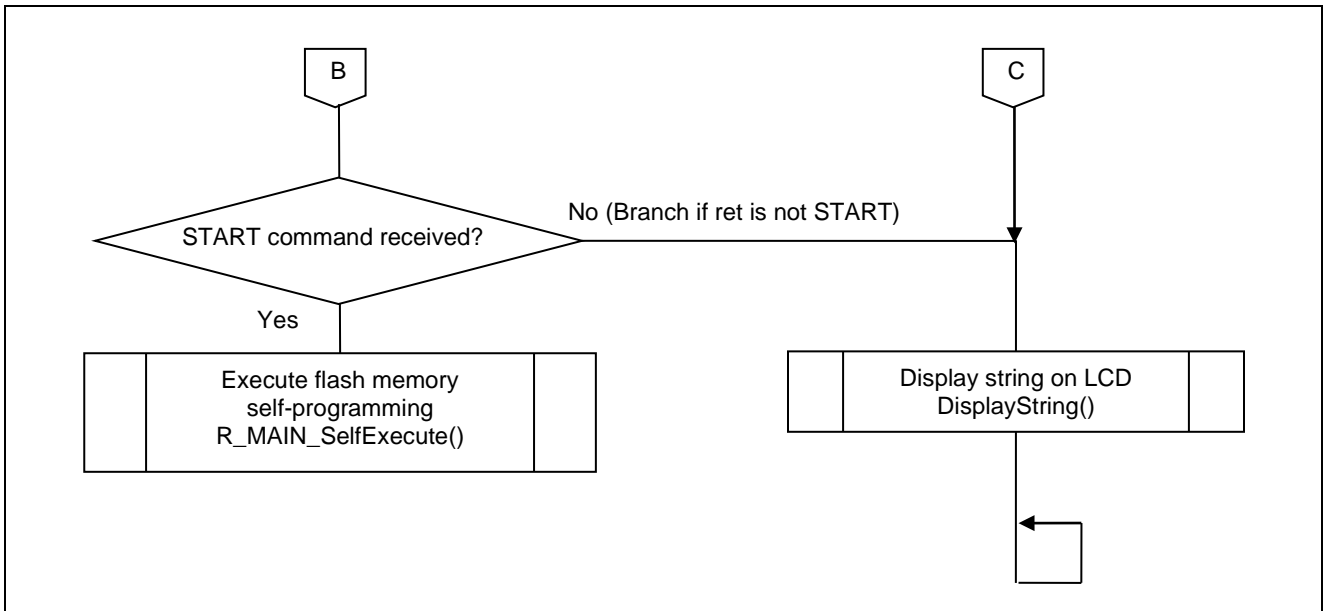 B
C
No (Branch if ret is not START)
START command received?
Yes
Execute flash memory
self-programming
R_MAIN_SelfExecute()
Display string on LCD
DisplayString()